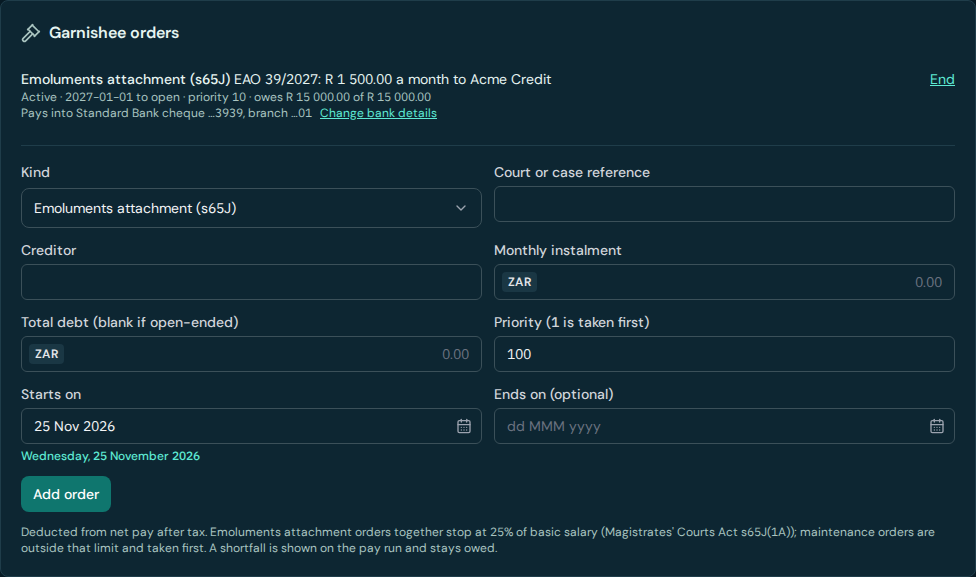 Garnishee orders
Emoluments attachment (s65J) EAO 39/2027: R 1 500.00 a month to Acme Credit
End
Active · 2027-01-01 to open · priority 10 · owes R 15 000.00 of R 15 000.00
Pays into Standard Bank cheque …3939, branch …01 Change bank details
Kind
Court or case reference
Emoluments attachment (s65J)
Creditor
Monthly instalment
ZAR 0.00
Total debt (blank if open-ended)
Priority (1 is taken first)
ZAR 0.00
100
Starts on
Ends on (optional)
25 Nov 2026
dd MMM yyyy
Wednesday, 25 November 2026
Add order
Deducted from net pay after tax. Emoluments attachment orders together stop at 25% of basic salary (Magistrates' Courts Act s65J(1A)); maintenance orders are
outside that limit and taken first. A shortfall is shown on the pay run and stays owed.